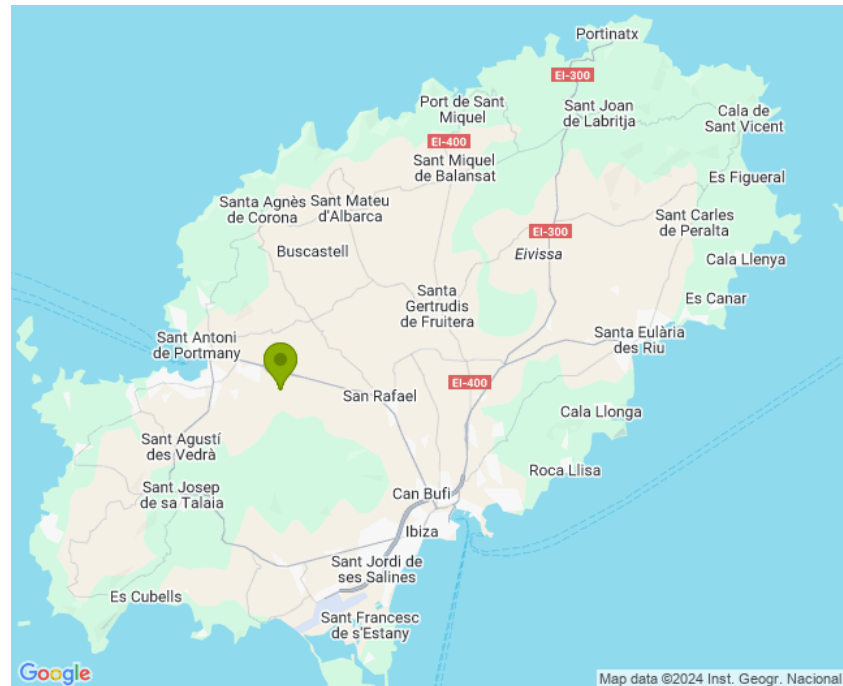 Portinatx
EI-300
Port de Sant
Miquel
Sant Joan
de Labritja
Cala de
Sant Vicent
EI-400
Sant Miquel
de Balansat
Es Figueral
Santa Agnès
de Corona
Sant Mateu
d'Albarca
Sant Carles
de Peralta
EI-300
Buscastell
Eivissa
Cala Llenya
Santa
Gertrudis
de Fruitera
Es Canar
Sant Antoni
de Portmany
Santa Eulària
des Riu
EI-400
San Rafael
Cala Llonga
Sant Agustí
des Vedrà
Roca Llisa
Sant Josep
de sa Talaia
Can Bufi
Ibiza
Sant Jordi de
ses Salines
Es Cubells
Sant Francesc
de s'Estany
Google
Map data ©2024 Inst. Geogr. Nacional